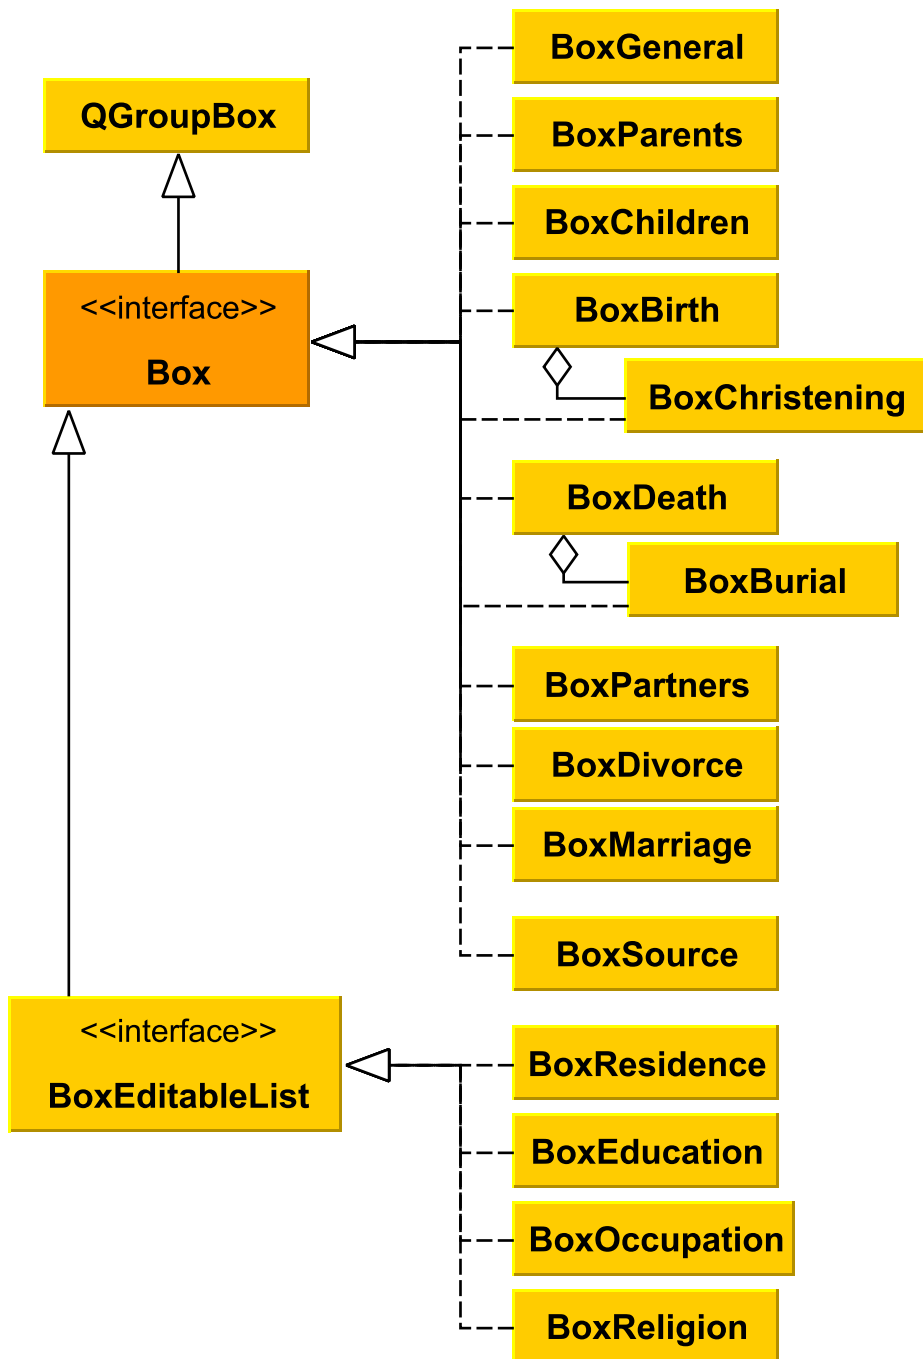 QGroupBox
<<interface>>
Box
<<interface>>
BoxEditableList
BoxGeneral
BoxParents
BoxChildren
BoxBirth
BoxChristening
BoxDeath
BoxBurial
BoxPartners
BoxDivorce
BoxMarriage
BoxSource
BoxResidence
BoxEducation
BoxOccupation
BoxReligion